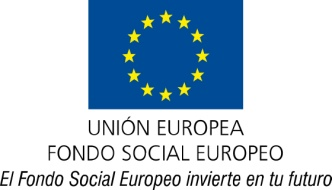 UNIÓN EUROPEA
FONDO SOCIAL EUROPEO
El Fondo Social Europeo invierte en tu futuro